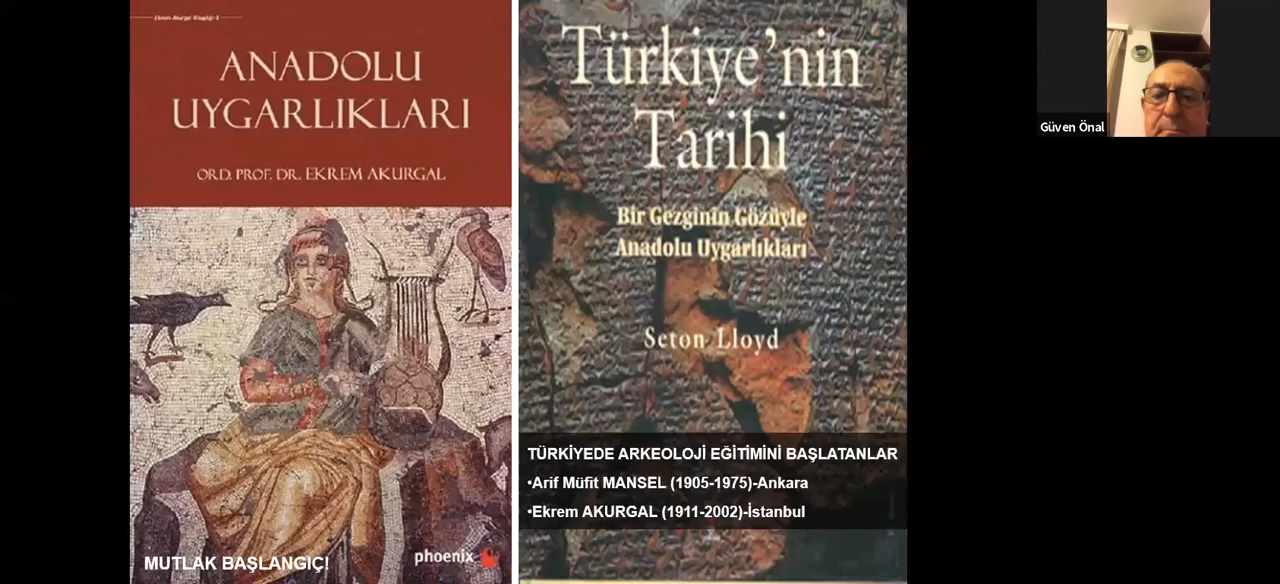 Ekrem Akurgal Kitaplığı-1
ANADOLU
UYGARLIKLARI
ORD. PROF. DR. EKREM AKURGAL
MUTLAK BAŞLANGIÇ!
phoenix
Türkiye'nin
Tarihi
Bir Gezginin Gözüyle
Anadolu Uygarlıkları
Seton Lloyd
TÜRKİYEDE ARKEOLOJİ EĞİTİMİNİ BAŞLATANLAR
•Arif Müfit MANSEL (1905-1975)-Ankara
•Ekrem AKURGAL (1911-2002)-İstanbul
Güven Önal